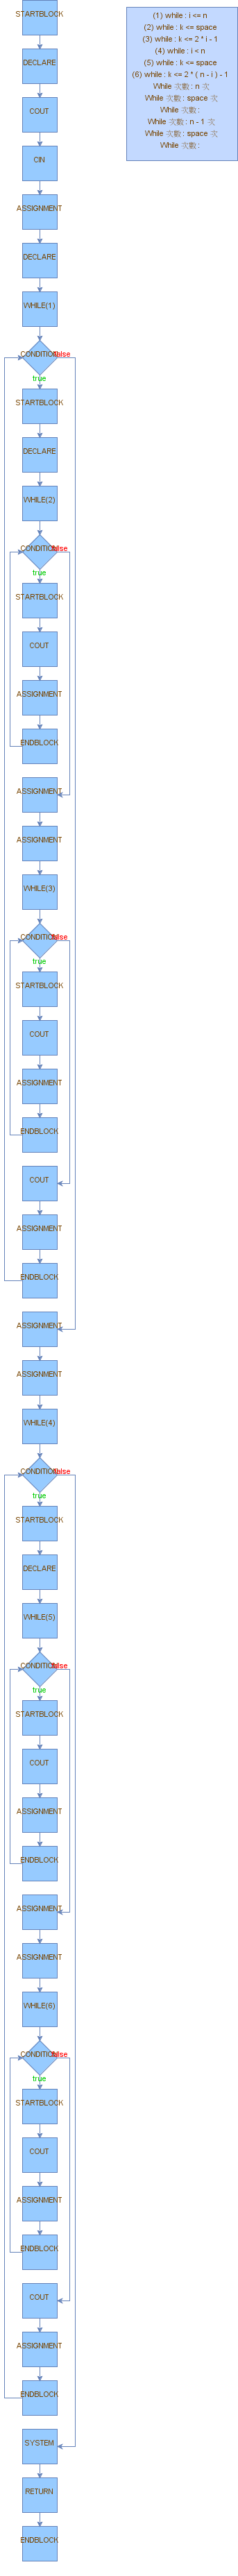 STARTBLOCK
DECLARE
COUT
CIN
ASSIGNMENT
DECLARE
WHILE(1)
CONDITION false
true
STARTBLOCK
DECLARE
WHILE(2)
CONDITION false
true
STARTBLOCK
COUT
ASSIGNMENT
ENDBLOCK
ASSIGNMENT
ASSIGNMENT
WHILE(3)
CONDITION false
true
STARTBLOCK
COUT
ASSIGNMENT
ENDBLOCK
COUT
ASSIGNMENT
ENDBLOCK
ASSIGNMENT
ASSIGNMENT
WHILE(4)
CONDITION false
true
STARTBLOCK
DECLARE
WHILE(5)
CONDITION false
true
STARTBLOCK
COUT
ASSIGNMENT
ENDBLOCK
ASSIGNMENT
ASSIGNMENT
WHILE(6)
CONDITION false
true
STARTBLOCK
COUT
ASSIGNMENT
ENDBLOCK
COUT
ASSIGNMENT
ENDBLOCK
SYSTEM
RETURN
ENDBLOCK
(1) while : i <= n
(2) while : k <= space
(3) while : k <= 2 * i - 1
(4) while : i < n
(5) while : k <= space
(6) while : k <= 2 * ( n - i ) - 1
While 次數 : n 次
While 次數 : space 次
While 次數 :
While 次數 : n - 1 次
While 次數 : space 次
While 次數 :